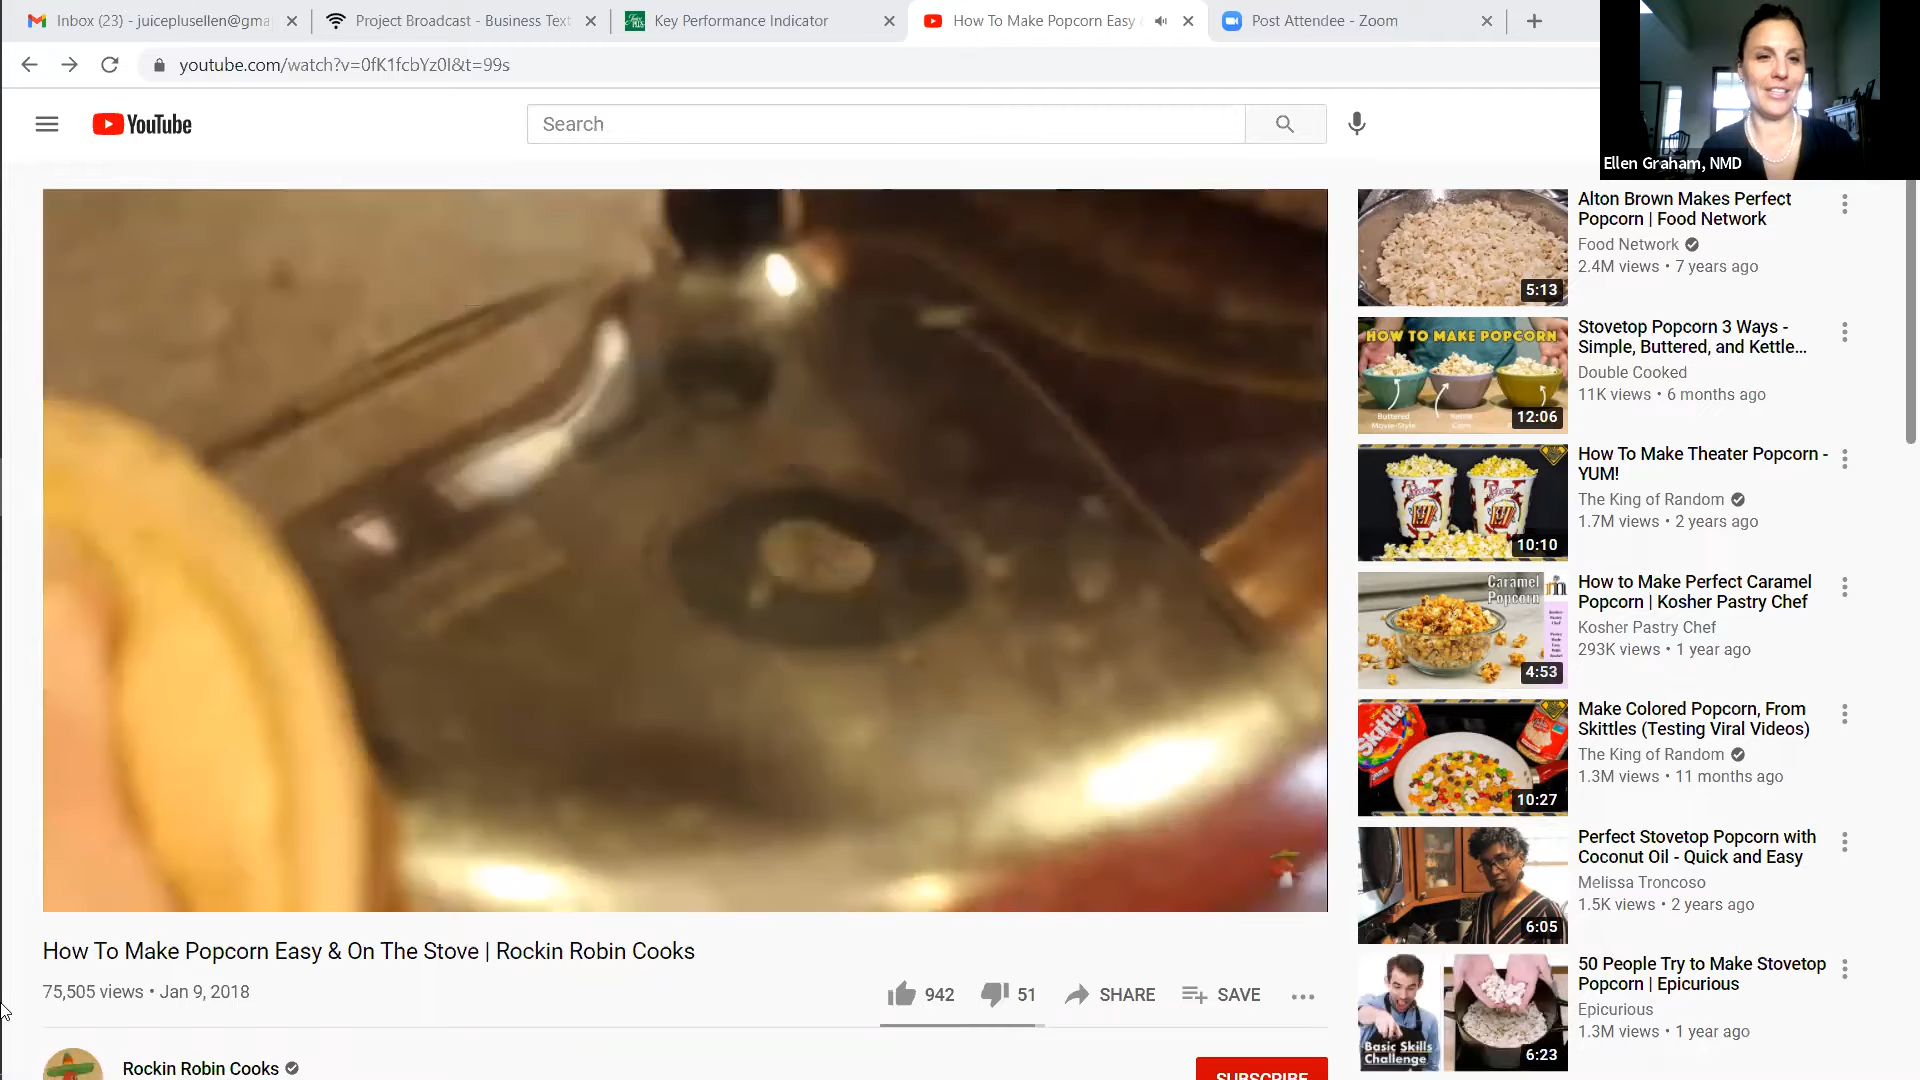 Inbox (23) - juiceplusellen@gma
Project Broadcast - Business Text
Key Performance Indicator
How To Make Popcorn Easy
Post Attendee - Zoom
youtube.com/watch?v=0fK1fcbYz0I&t=99s
YouTube
Search
Ellen Graham, NMD
Alton Brown Makes Perfect
Popcorn | Food Network
Food Network
2.4M views • 7 years ago
5:13
HOW TO MAKE POPCORN
Buttered
Movie-Style
Corn
12:06
Stovetop Popcorn 3 Ways -
Simple, Buttered, and Kettle...
Double Cooked
11K views • 6 months ago
10:10
How To Make Theater Popcorn -
YUM!
The King of Random
1.7M views • 2 years ago
Caramel
Popcorn
4:53
How to Make Perfect Caramel
Popcorn | Kosher Pastry Chef
Kosher Pastry Chef
293K views • 1 year ago
Skittles
10:27
Make Colored Popcorn, From
Skittles (Testing Viral Videos)
The King of Random
1.3M views • 11 months ago
6:05
Perfect Stovetop Popcorn with
Coconut Oil - Quick and Easy
Melissa Troncoso
1.5K views • 2 years ago
Basic Skills
Challenge
6:23
50 People Try to Make Stovetop
Popcorn | Epicurious
Epicurious
1.3M views • 1 year ago
How To Make Popcorn Easy & On The Stove | Rockin Robin Cooks
75,505 views • Jan 9, 2018
942
51
SHARE
SAVE
Rockin Robin Cooks
SUBSCRIBE